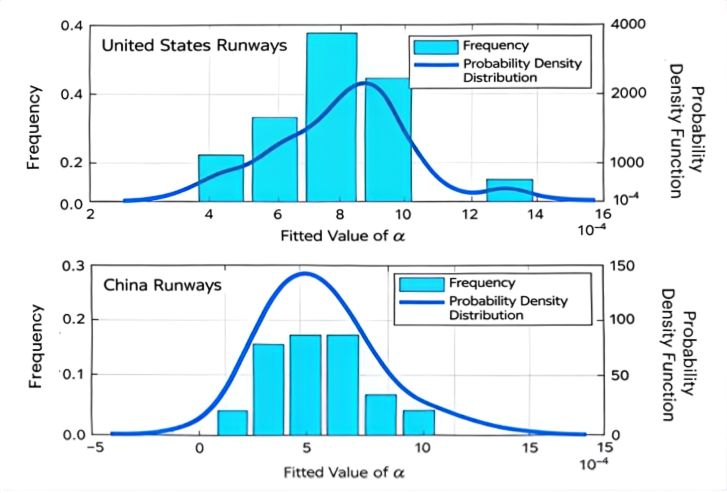 0.4
4000
United States Runways
Frequency
Probability Density
Distribution
0.4
2000
0.2
1000
0.0
10⁻⁴
Frequency
Probability
Density Function
2 4 6 8 10 12 14 16
10⁻⁴
Fitted Value of α
0.3
150
China Runways
Frequency
Probability Density
Distribution
0.2
100
0.1
50
0.0
0
Frequency
Probability
Density Function
−5 0 5 10 15 15
10⁻⁴
Fitted Value of α